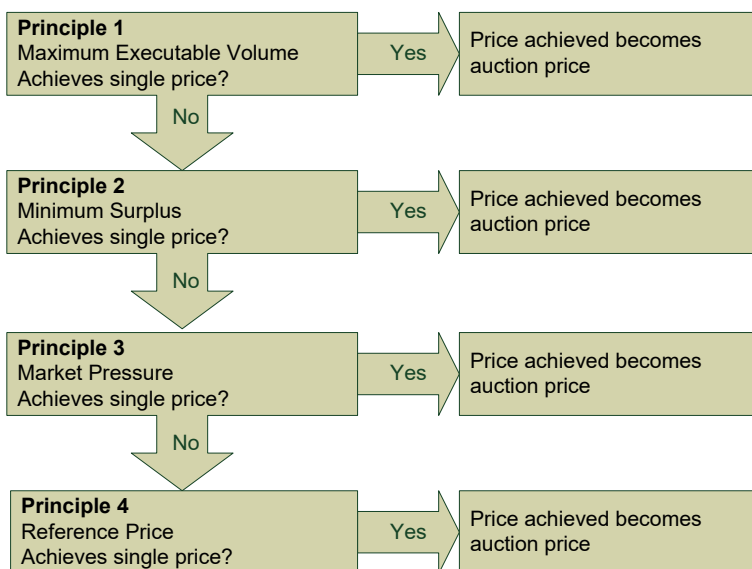 Principle 1
Maximum Executable Volume
Achieves single price?
Yes
Price achieved becomes
auction price
No
Principle 2
Minimum Surplus
Achieves single price?
Yes
Price achieved becomes
auction price
No
Principle 3
Market Pressure
Achieves single price?
Yes
Price achieved becomes
auction price
No
Principle 4
Reference Price
Achieves single price?
Yes
Price achieved becomes
auction price